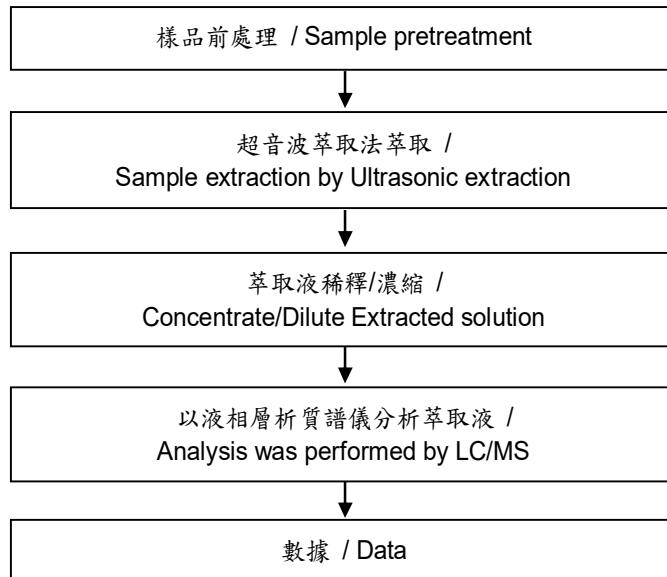 樣品前處理 / Sample pretreatment
超音波萃取法萃取 /
Sample extraction by Ultrasonic extraction
萃取液稀釋/濃縮 /
Concentrate/Dilute Extracted solution
以液相層析質譜儀分析萃取液 /
Analysis was performed by LC/MS
數據 / Data